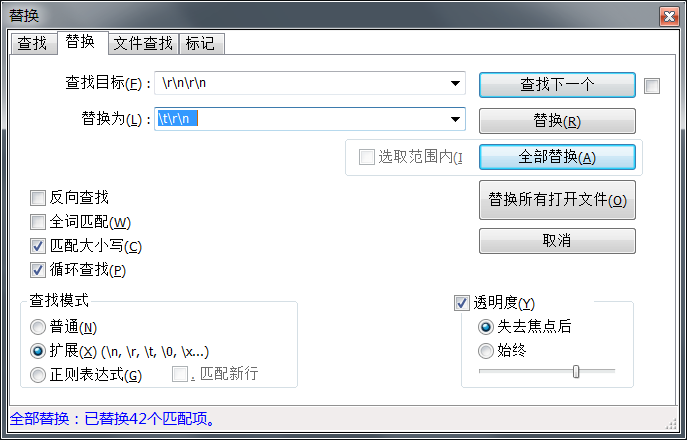 替换
查找 替换 文件查找 标记
查找目标(F)： \r\n\r\n 查找下一个
替换为(L)： \t\r\n 替换(R)
选取范围内(I 全部替换(A)
替换所有打开文件(O)
取消
反向查找
全词匹配(W)
匹配大小写(C)
循环查找(P)
查找模式
普通(N)
扩展(X) (\n, \r, \t, \0, \x...)
正则表达式(G) . 匹配新行
透明度(Y)
失去焦点后
始终
全部替换：已替换42个匹配项。